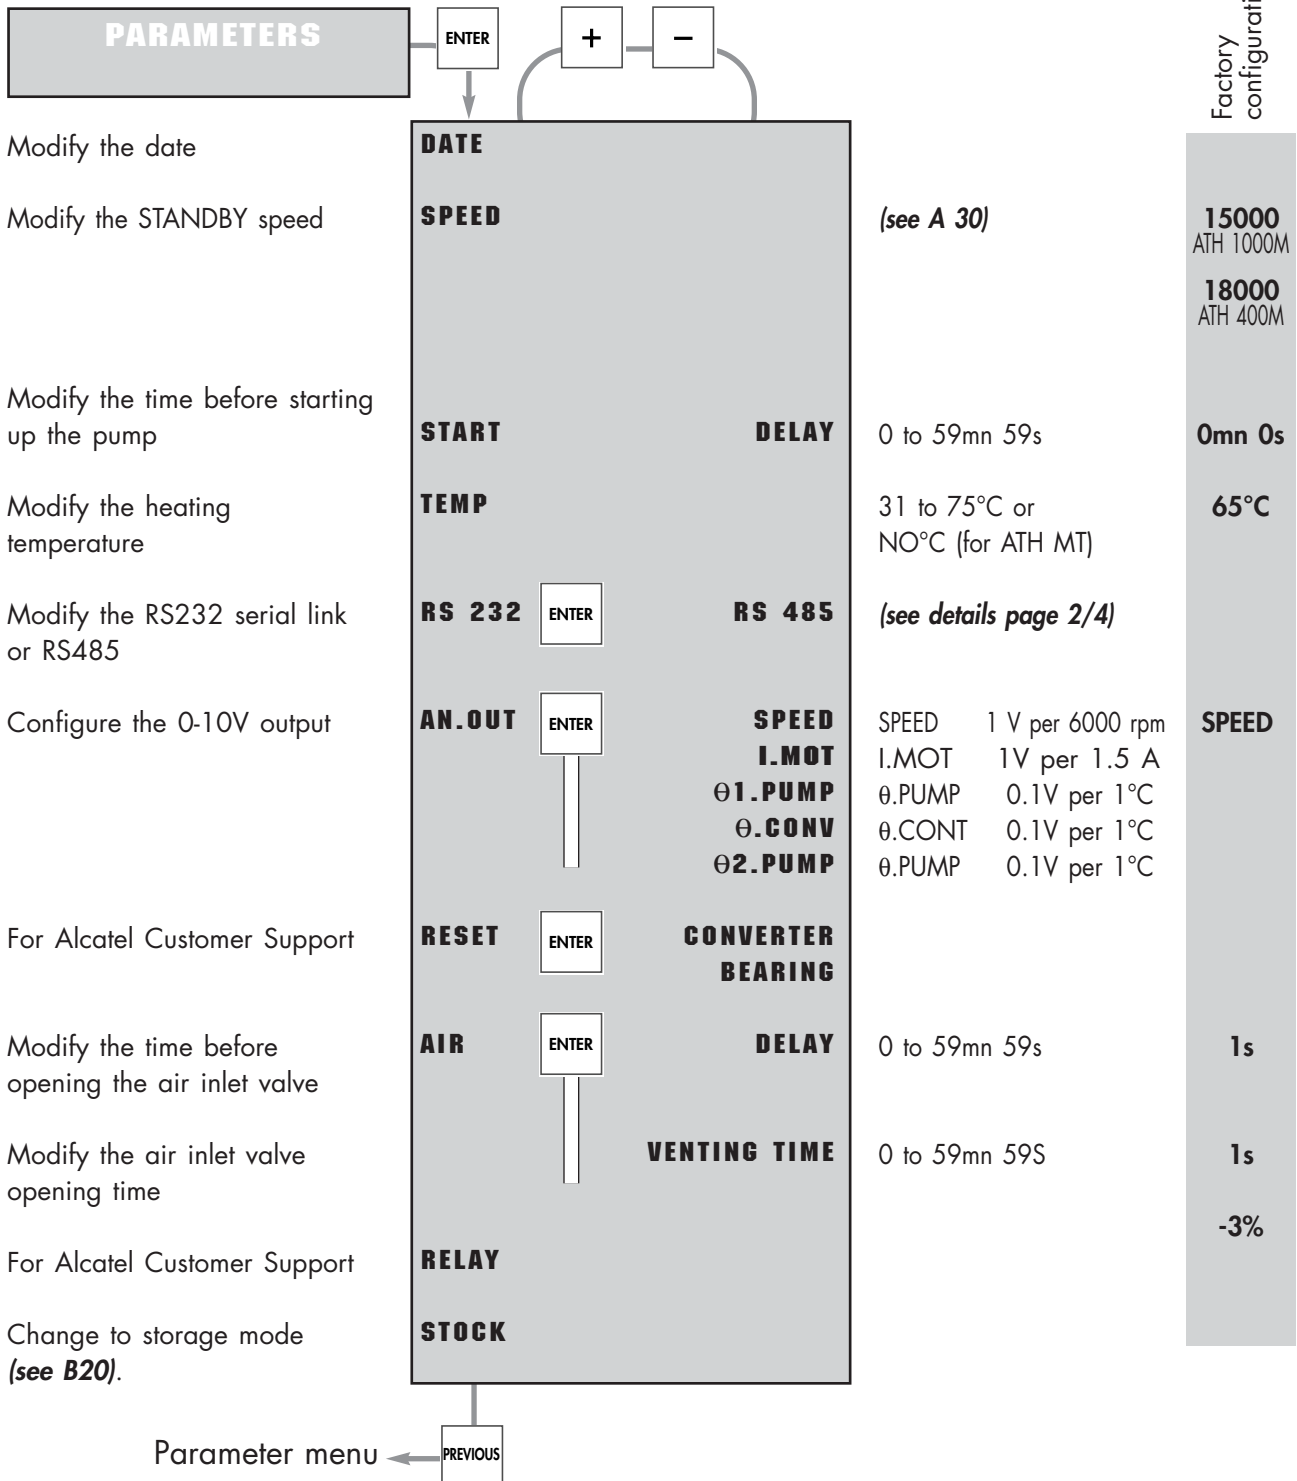 PARAMETERS
ENTER
+
−
Factory
Modify the date
DATE
Modify the STANDBY speed
SPEED
(see A 30)
15000
ATH 1000M
18000
ATH 400M
Modify the time before starting
up the pump
START DELAY
0 to 59mn 59s
0mn 0s
Modify the heating
temperature
TEMP
31 to 75°C or
NO°C (for ATH MT)
65°C
Modify the RS232 serial link
or RS485
RS 232 ENTER RS 485
(see details page 2/4)
Configure the 0-10V output
AN.OUT ENTER SPEED
SPEED 1 V per 6000 rpm
SPEED
I.MOT
I.MOT 1V per 1.5 A
θ1.PUMP
θ.PUMP 0.1V per 1°C
θ.CONV
θ.CONT 0.1V per 1°C
θ2.PUMP
θ.PUMP 0.1V per 1°C
For Alcatel Customer Support
RESET ENTER CONVERTER
BEARING
Modify the time before
opening the air inlet valve
AIR ENTER DELAY
0 to 59mn 59s
1s
Modify the air inlet valve
opening time
VENTING TIME
0 to 59mn 59S
1s
-3%
For Alcatel Customer Support
RELAY
Change to storage mode
(see B20).
STOCK
Parameter menu
PREVIOUS